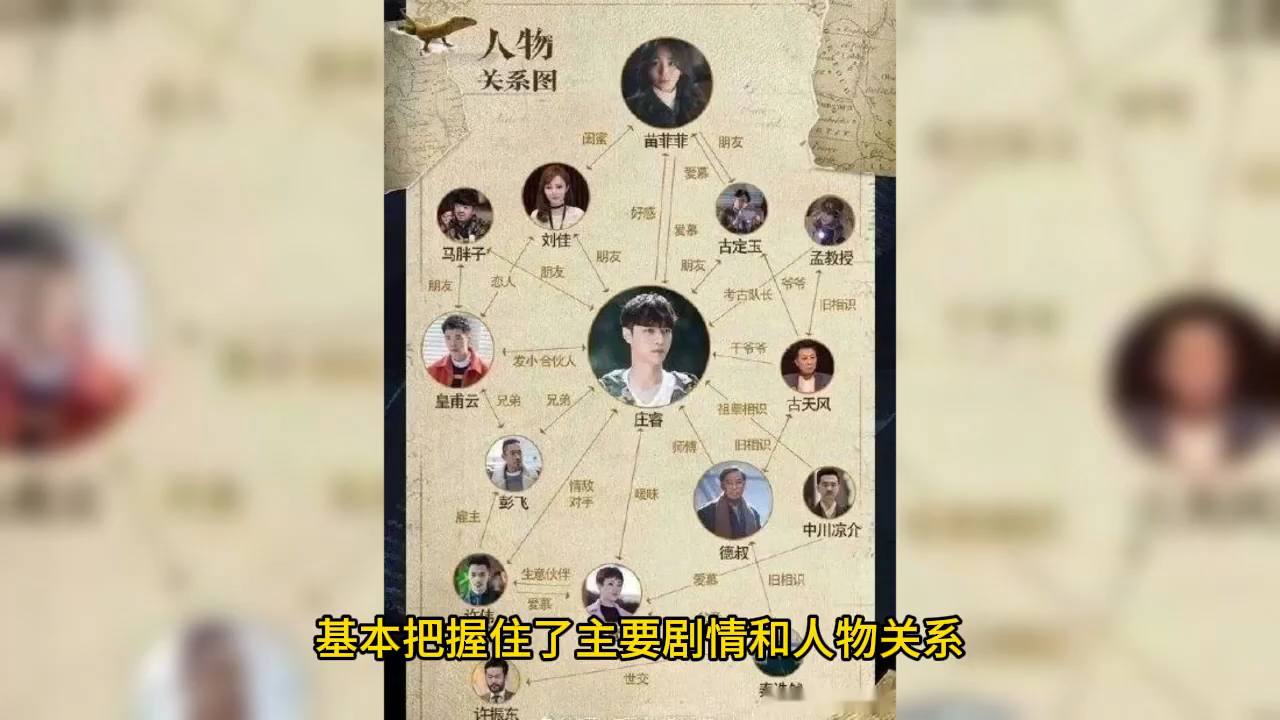 人物
关系图
苗菲菲
闺蜜
朋友
爱慕
好感
爱慕
马胖子
刘佳
古定玉
孟教授
朋友
朋友
朋友
恋人
朋友
考古队长
爷爷
旧相识
发小合伙人
干爷爷
皇甫云
庄睿
古天风
兄弟
兄弟
祖辈相识
师傅
旧相识
彭飞
情敌
对手
暧昧
德叔
中川凉介
雇主
生意伙伴
爱慕
爱慕
旧相识
基本把握住了主要剧情和人物关系
世交
许振东